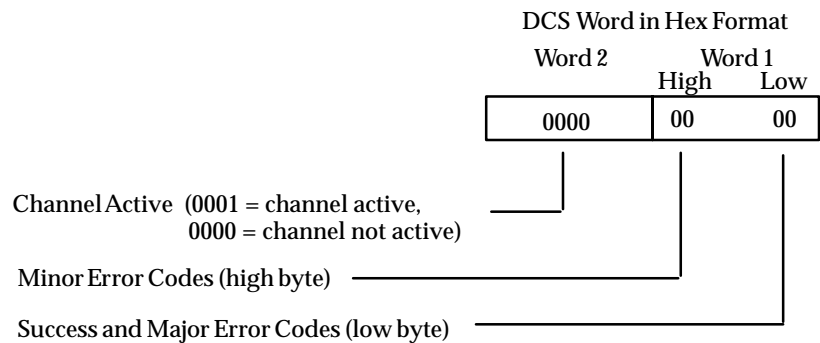 DCS Word in Hex Format
Word 2 Word 1
High Low
0000 00 00
Channel Active (0001 = channel active,
0000 = channel not active)
Minor Error Codes (high byte)
Success and Major Error Codes (low byte)